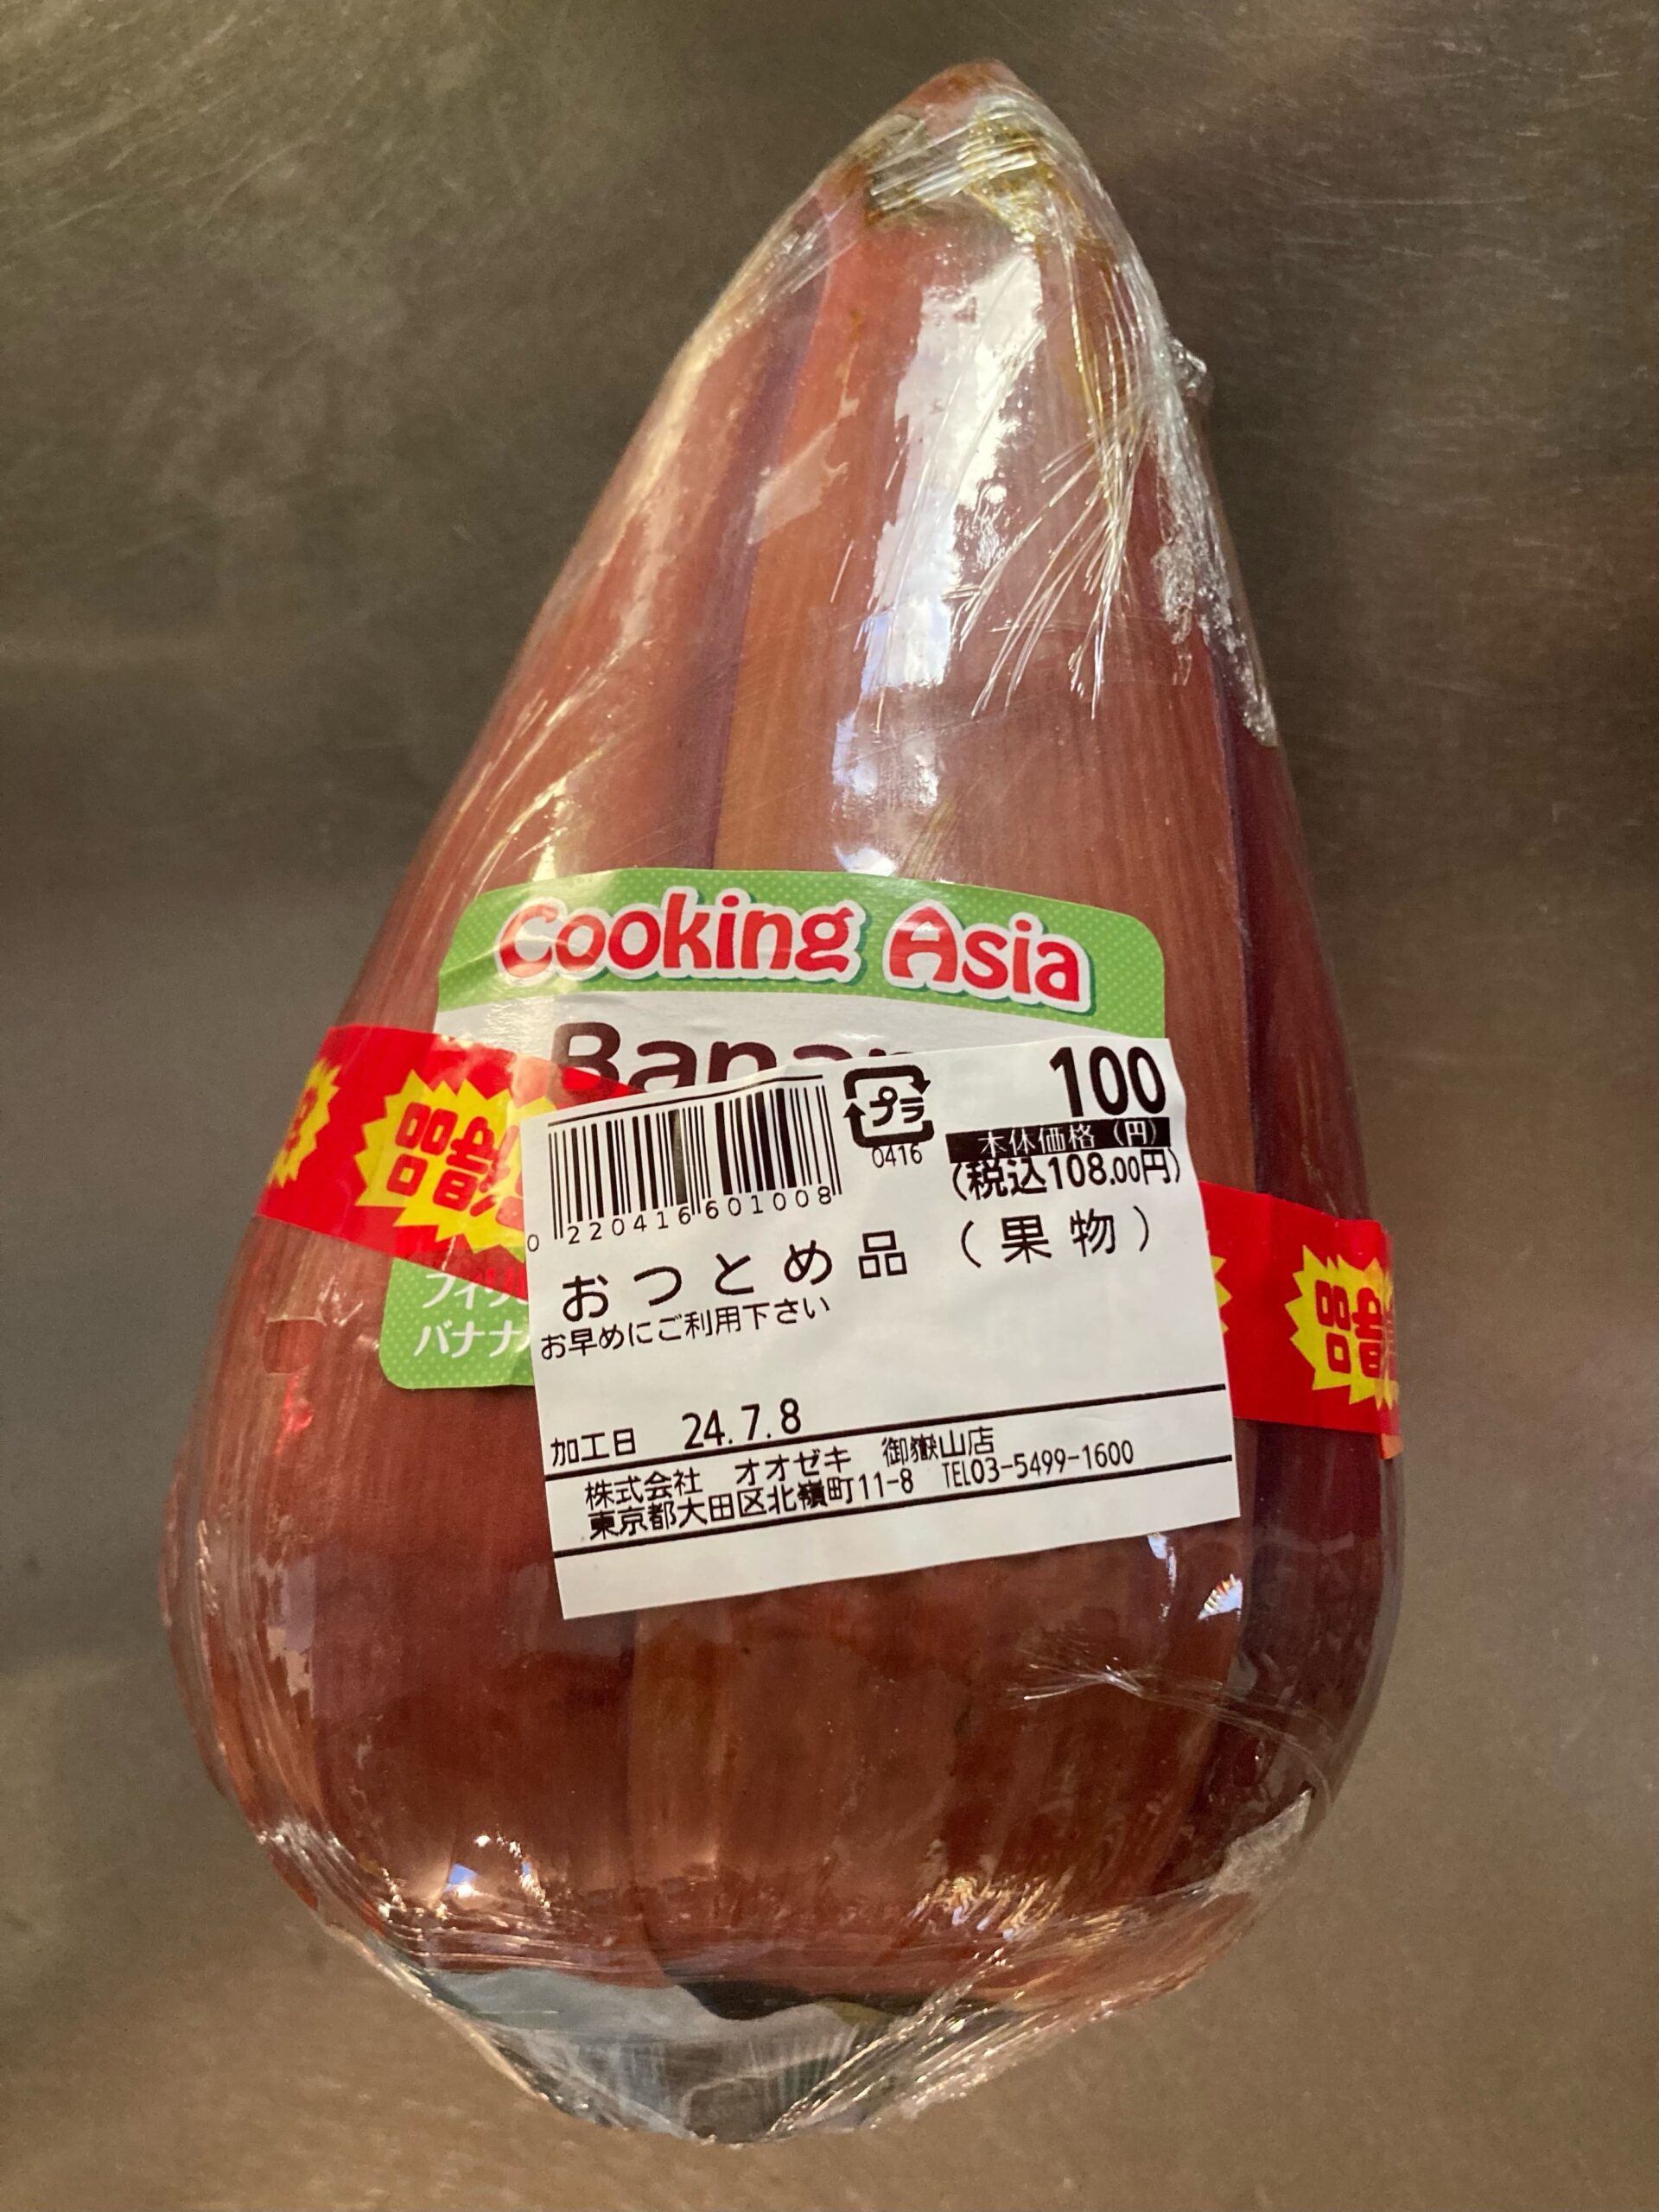 Cooking Asia
Banan
100
プラ
0416
本体価格 (円)
(税込108.00円)
0 220416 601008
おつとめ品 (果物)
お早めにご利用下さい
バナナ
加工日 24.7.8
株式会社 オオゼキ 御嶽山店
東京都大田区北嶺町11-8 TEL03-5499-1600